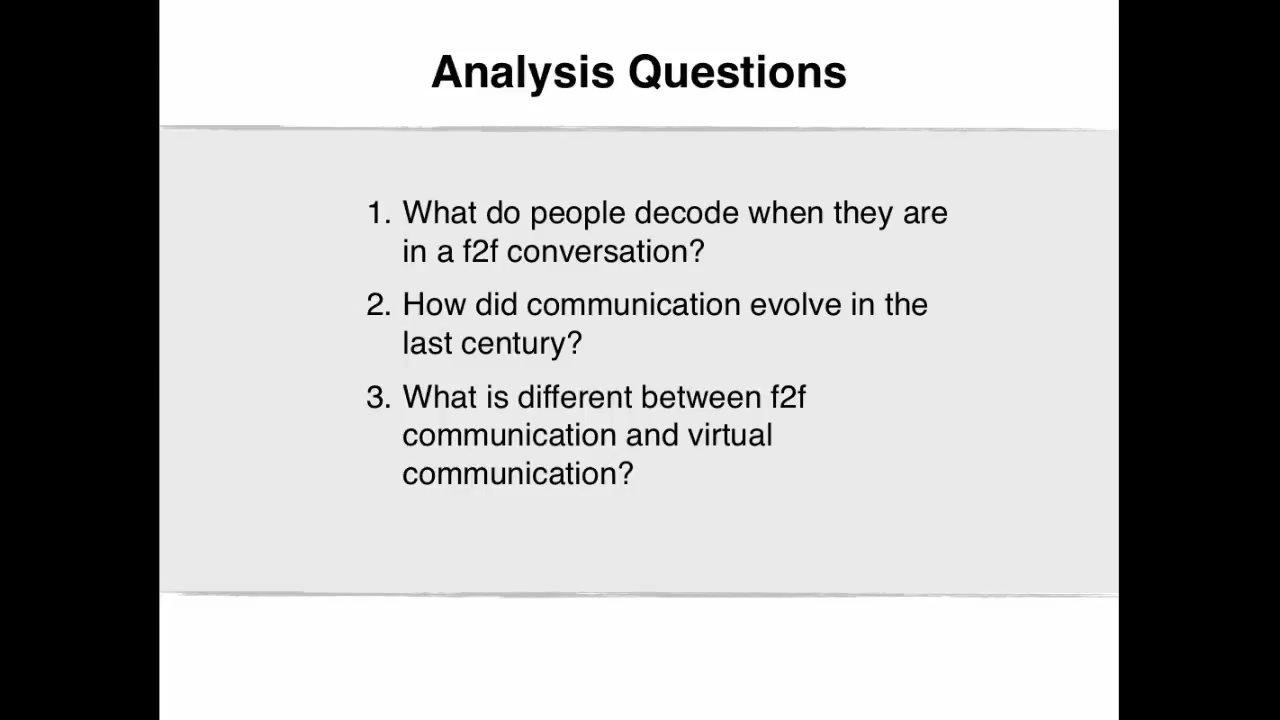 Analysis Questions
1. What do people decode when they are
in a f2f conversation?
2. How did communication evolve in the
last century?
3. What is different between f2f
communication and virtual
communication?